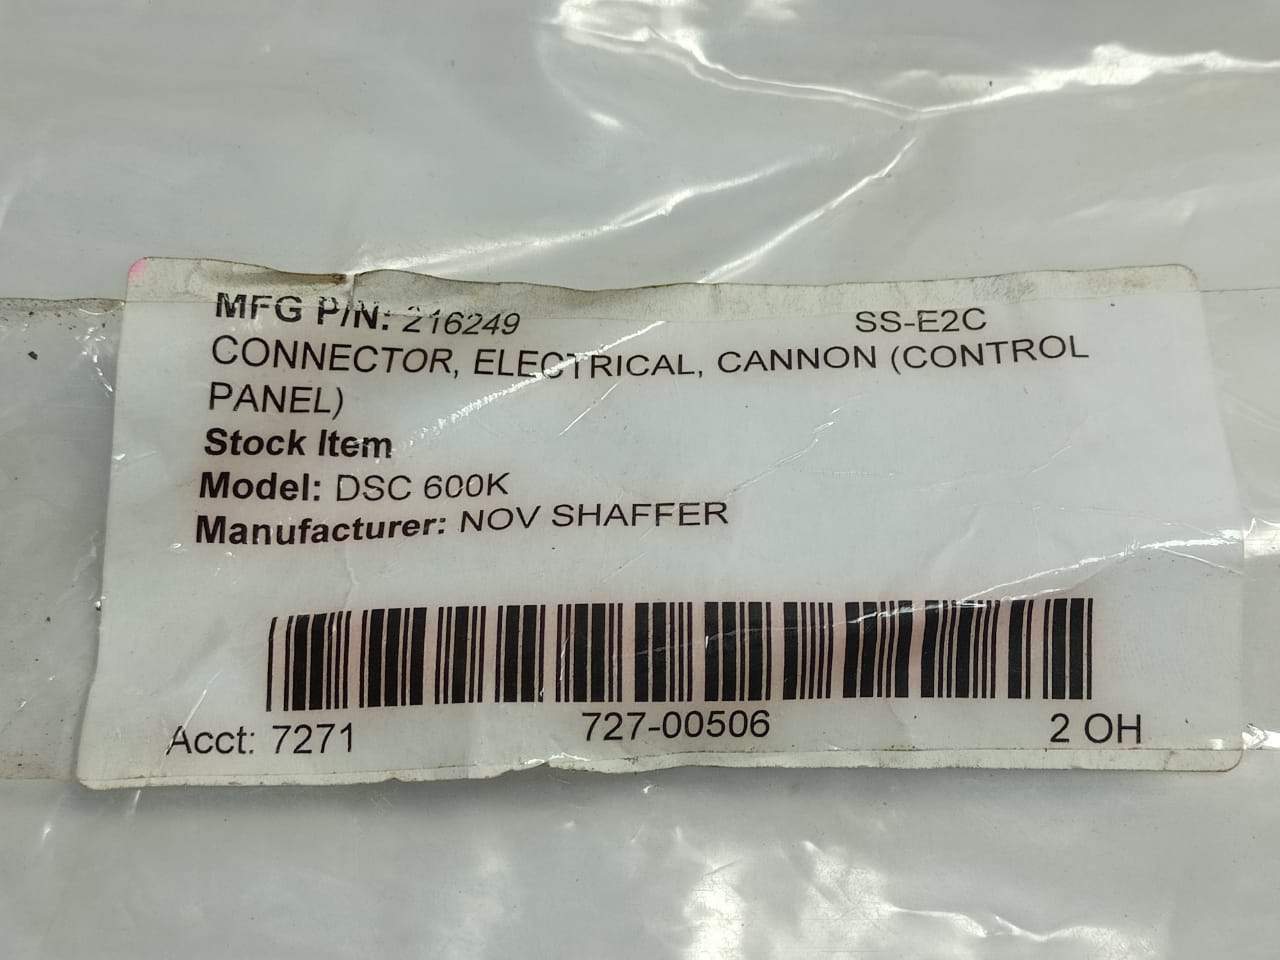 MFG P/N: 216249 SS-E2C
CONNECTOR, ELECTRICAL, CANNON (CONTROL
PANEL)
Stock Item
Model: DSC 600K
Manufacturer: NOV SHAFFER
Acct: 7271 727-00506 2 OH